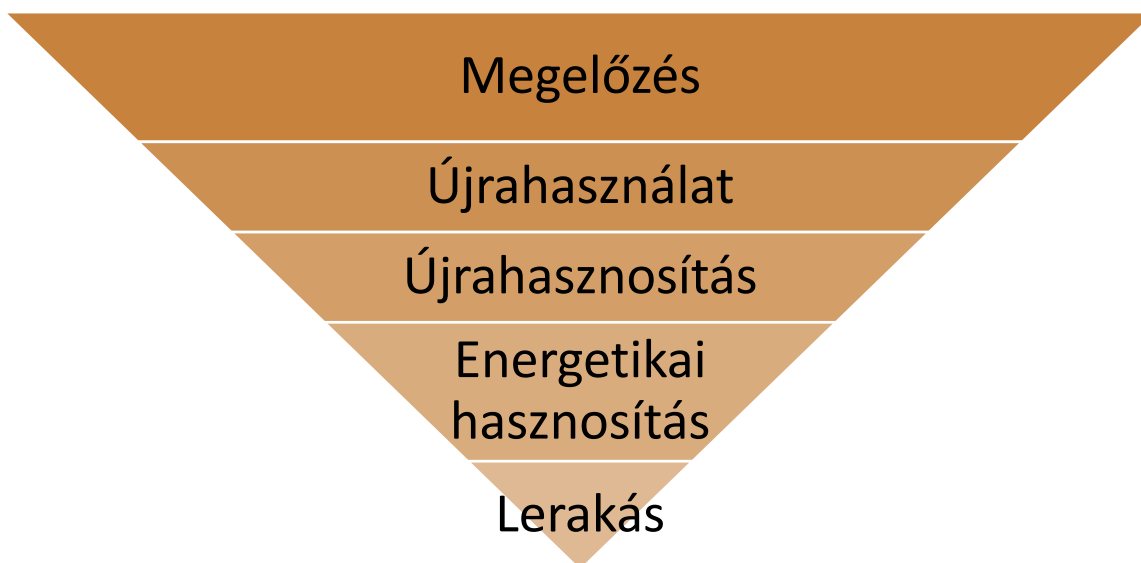 Megelőzés
Újrahasználat
Újrahasznosítás
Energetikai
hasznosítás
Lerakás